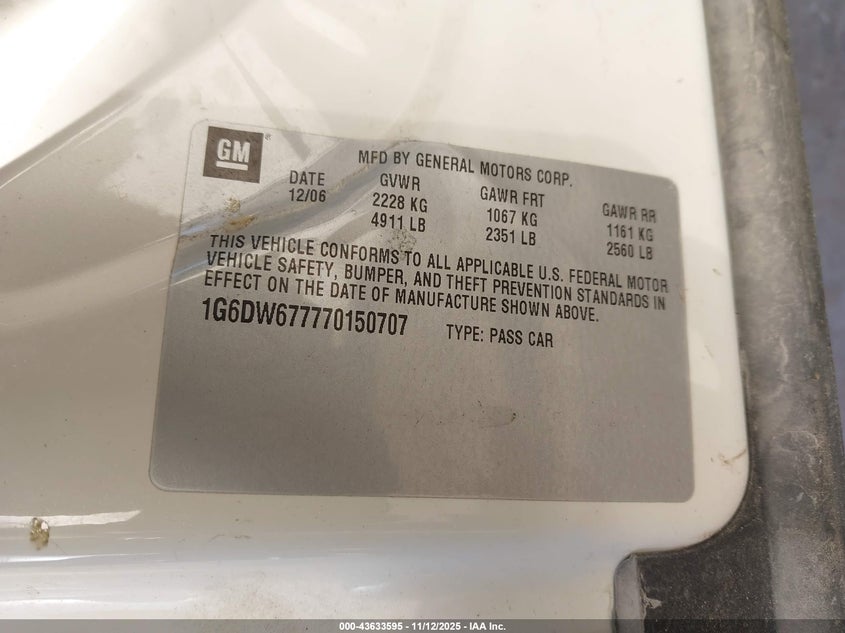 GM®
MFD BY GENERAL MOTORS CORP.
DATE GVWR GAWR FRT GAWR RR
12/06 2228 KG 1067 KG 1161 KG
4911 LB 2351 LB 2560 LB
THIS VEHICLE CONFORMS TO ALL APPLICABLE U.S. FEDERAL MOTOR
VEHICLE SAFETY, BUMPER, AND THEFT PREVENTION STANDARDS IN
EFFECT ON THE DATE OF MANUFACTURE SHOWN ABOVE.
1G6DW677770150707 TYPE: PASS CAR
000-43633595 - 11/12/2025 - IAA Inc.